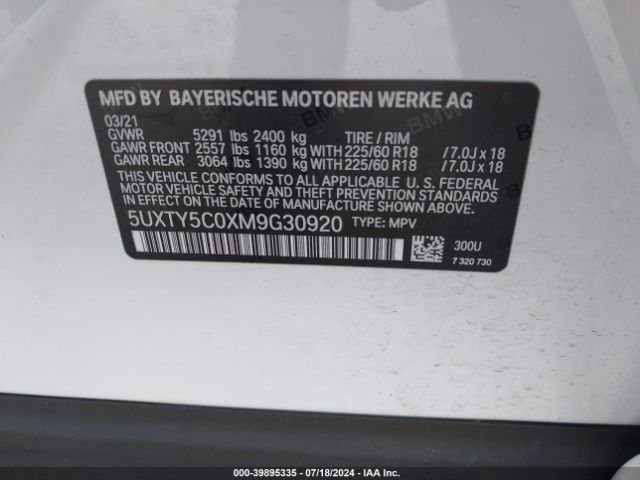 MFD BY BAYERISCHE MOTOREN WERKE AG
03/21
GVWR 5291 lbs 2400 kg TIRE / RIM
GAWR FRONT 2557 lbs 1160 kg WITH 225/60 R18 /7.0J x 18
GAWR REAR 3064 lbs 1390 kg WITH 225/60 R18 /7.0J x 18
THIS VEHICLE CONFORMS TO ALL APPLICABLE U. S. FEDERAL
MOTOR VEHICLE SAFETY AND THEFT PREVENTION STANDARDS
IN EFFECT ON THE DATE OF MANUFACTURE SHOWN ABOVE.
5UXTY5C0XM9G30920 TYPE: MPV
300U
7 320 730
000-39895335 - 07/18/2024 - IAA Inc.